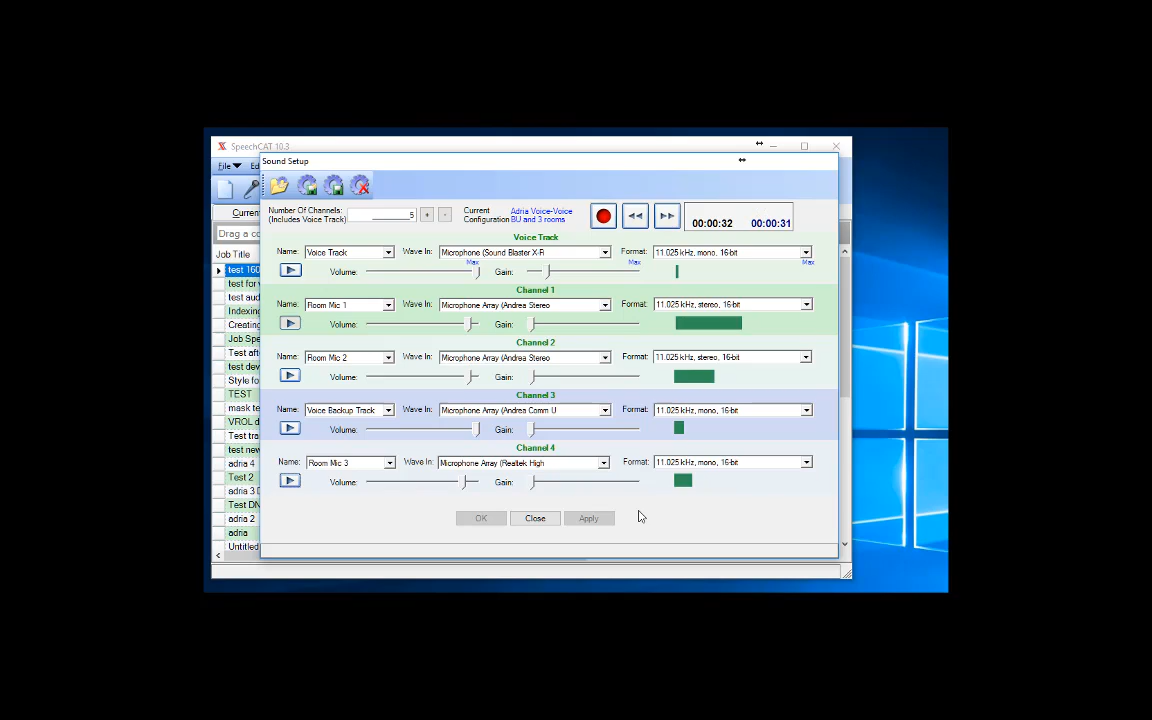 SpeechCAT 10.3
Sound Setup
File
Number Of Channels: 5 + -
(Includes Voice Track)
Current
Configuration
Adria Voice-Voice
BU and 3 rooms
00:00:32 00:00:31
Current
Drag a co
Job Title
test 160
test for v
test aud
Indexing
Creating
Job Spe
Test afte
test dev
Style fo
TEST
mask te
VROL d
Test tra
test new
adria 4
Test 2
adria 3 D
Test DN
adria 2
adria
Untitled
Voice Track
Name: Voice Track Wave In: Microphone (Sound Blaster X-R Format: 11.025 kHz, mono, 16-bit
Max Max Max
Volume: Gain:
Channel 1
Name: Room Mic 1 Wave In: Microphone Array (Andrea Stereo Format: 11.025 kHz, stereo, 16-bit
Volume: Gain:
Channel 2
Name: Room Mic 2 Wave In: Microphone Array (Andrea Stereo Format: 11.025 kHz, stereo, 16-bit
Volume: Gain:
Channel 3
Name: Voice Backup Track Wave In: Microphone Array (Andrea Comm U Format: 11.025 kHz, mono, 16-bit
Volume: Gain:
Channel 4
Name: Room Mic 3 Wave In: Microphone Array (Realtek High Format: 11.025 kHz, mono, 16-bit
Volume: Gain:
OK Close Apply